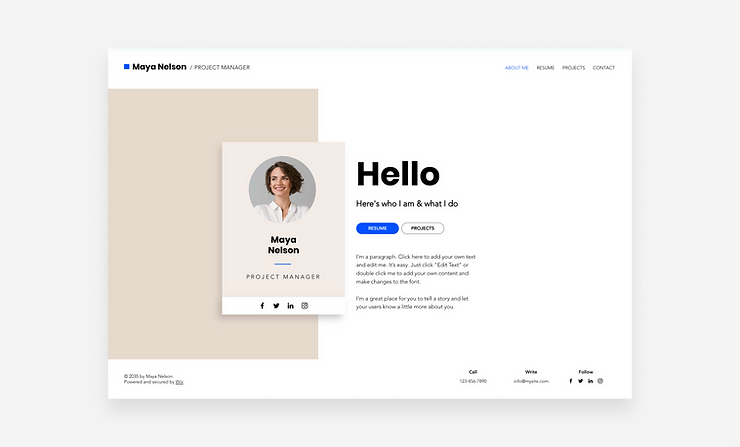 Maya Nelson / PROJECT MANAGER
ABOUT ME RESUME PROJECTS CONTACT
Hello
Here's who I am & what I do
RESUME PROJECTS
Maya
Nelson
PROJECT MANAGER
I'm a paragraph. Click here to add your own text
and edit me. It's easy. Just click "Edit Text" or
double click me to add your own content and
make changes to the font.
I'm a great place for you to tell a story and let
your users know a little more about you.
© 2035 by Maya Nelson.
Powered and secured by Wix
Call
123-456-7890
Write
info@mysite.com
Follow